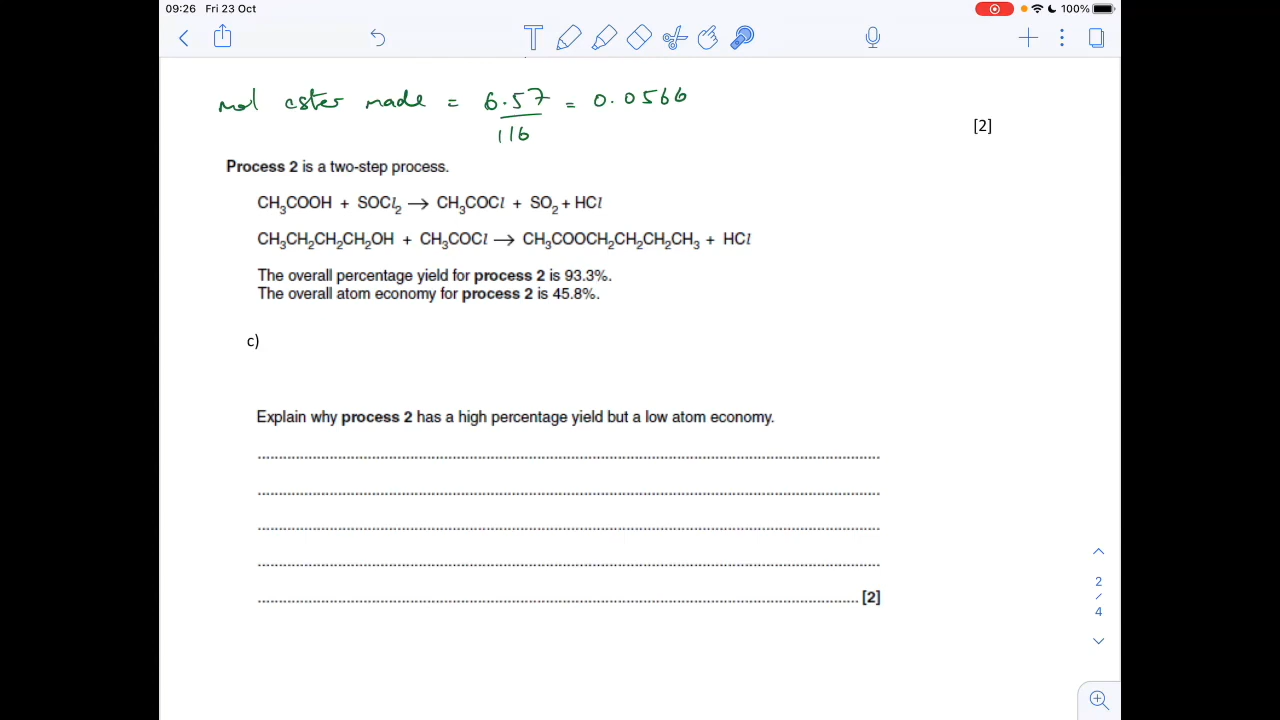 09:26 Fri 23 Oct 100%
T
mol ester made = 6.57 = 0.0566
116
[2]
Process 2 is a two-step process.
CH₃COOH + SOCl₂ → CH₃COCl + SO₂ + HCl
CH₃CH₂CH₂CH₂OH + CH₃COCl → CH₃COOCH₂CH₂CH₂CH₃ + HCl
The overall percentage yield for process 2 is 93.3%.
The overall atom economy for process 2 is 45.8%.
c)
Explain why process 2 has a high percentage yield but a low atom economy.
[2]
2
/
4